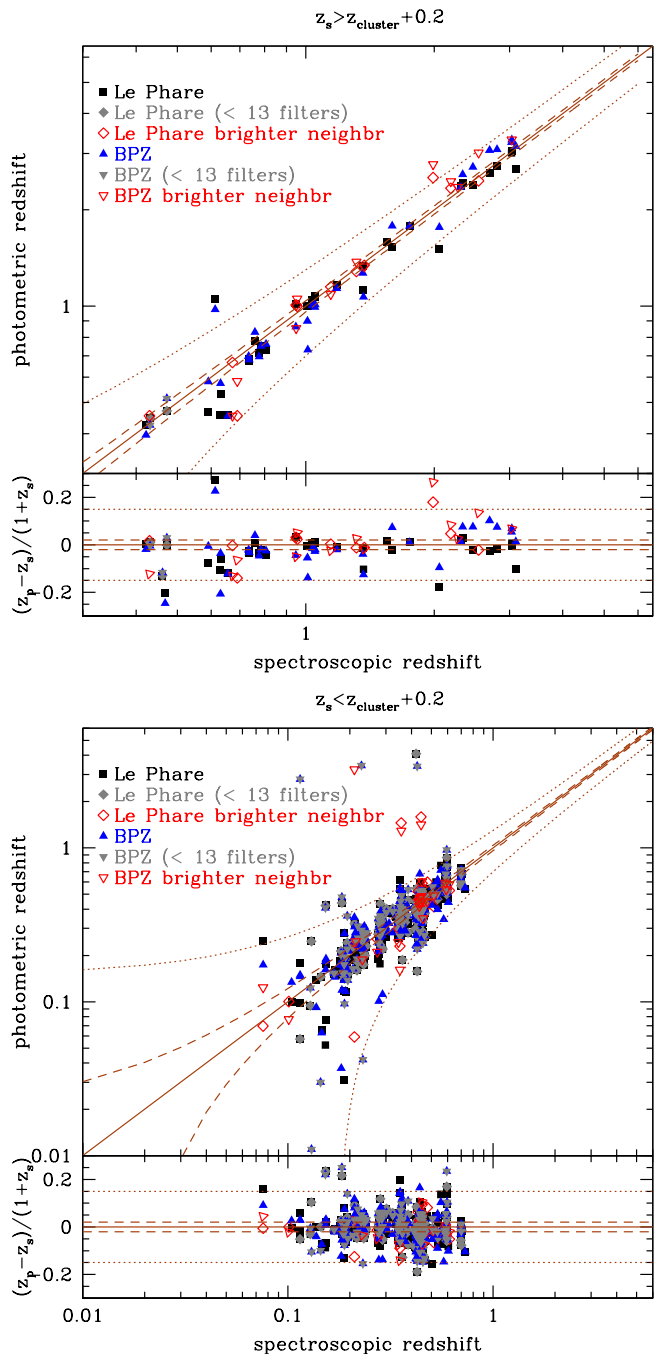 z_s>z_cluster+0.2
photometric redshift
Le Phare
Le Phare (< 13 filters)
Le Phare brighter neighbr
BPZ
BPZ (< 13 filters)
BPZ brighter neighbr
1
(z_p−z_s)/(1+z_s)
0.2
0
−0.2
1
spectroscopic redshift
z_s<z_cluster+0.2
photometric redshift
Le Phare
Le Phare (< 13 filters)
Le Phare brighter neighbr
BPZ
BPZ (< 13 filters)
BPZ brighter neighbr
1
0.1
0.01
(z_p−z_s)/(1+z_s)
0.2
0
−0.2
0.01
0.1
1
spectroscopic redshift